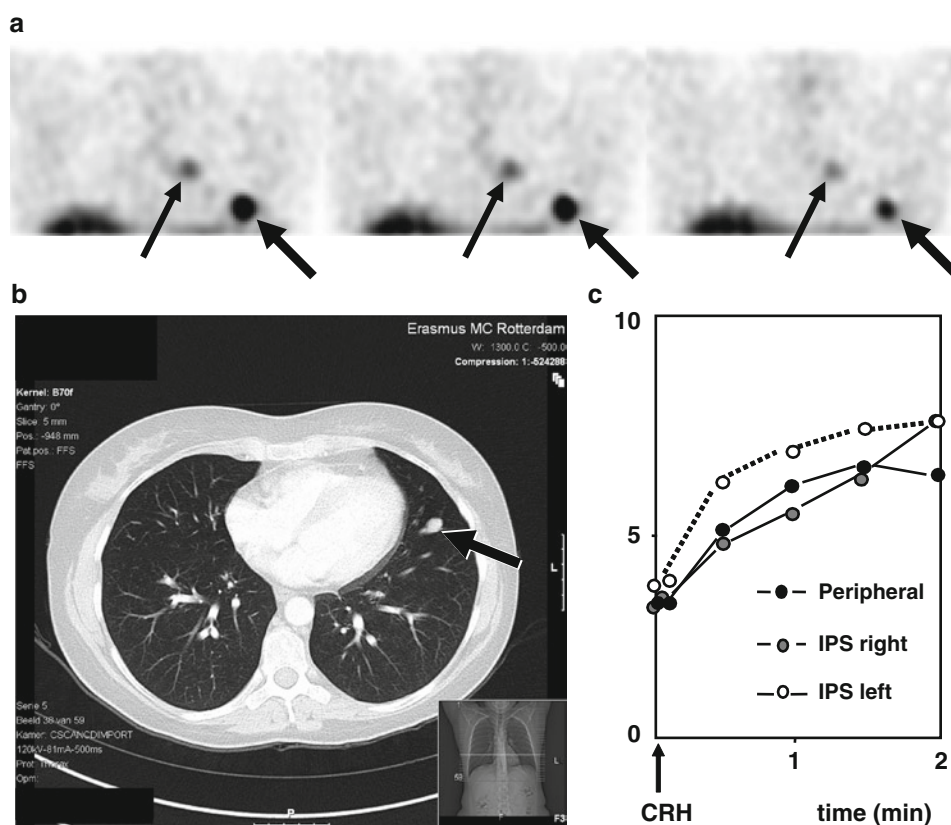 a
b
Erasmus MC Rotterdam
W: 1300.0 C: -500.0
Compression: 1:-5242883
Kernel: B70f
Gantry: 0°
Slice: 5 mm
Pos.: -948 mm
Pat pos.: FFS
FFS
L
Serie 5
Beeld 38 van 59
Kamer: CSCANCDIMPORT
120kV-81mA-500ms
Prot: Thorax
Opm:
P
L
F
c
10
5
0
1
2
Peripheral
IPS right
IPS left
CRH
time (min)